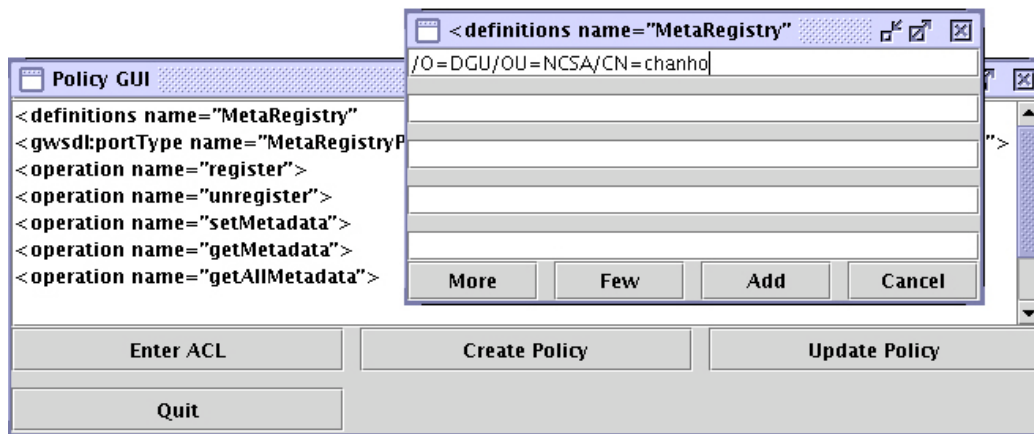 <definitions name="MetaRegistry"
/O=DGU/OU=NCSA/CN=chanho
More Few Add Cancel
Policy GUI
<definitions name="MetaRegistry"
<gwsdl:portType name="MetaRegistryP ">
<operation name="register">
<operation name="unregister">
<operation name="setMetadata">
<operation name="getMetadata">
<operation name="getAllMetadata">
Enter ACL Create Policy Update Policy
Quit